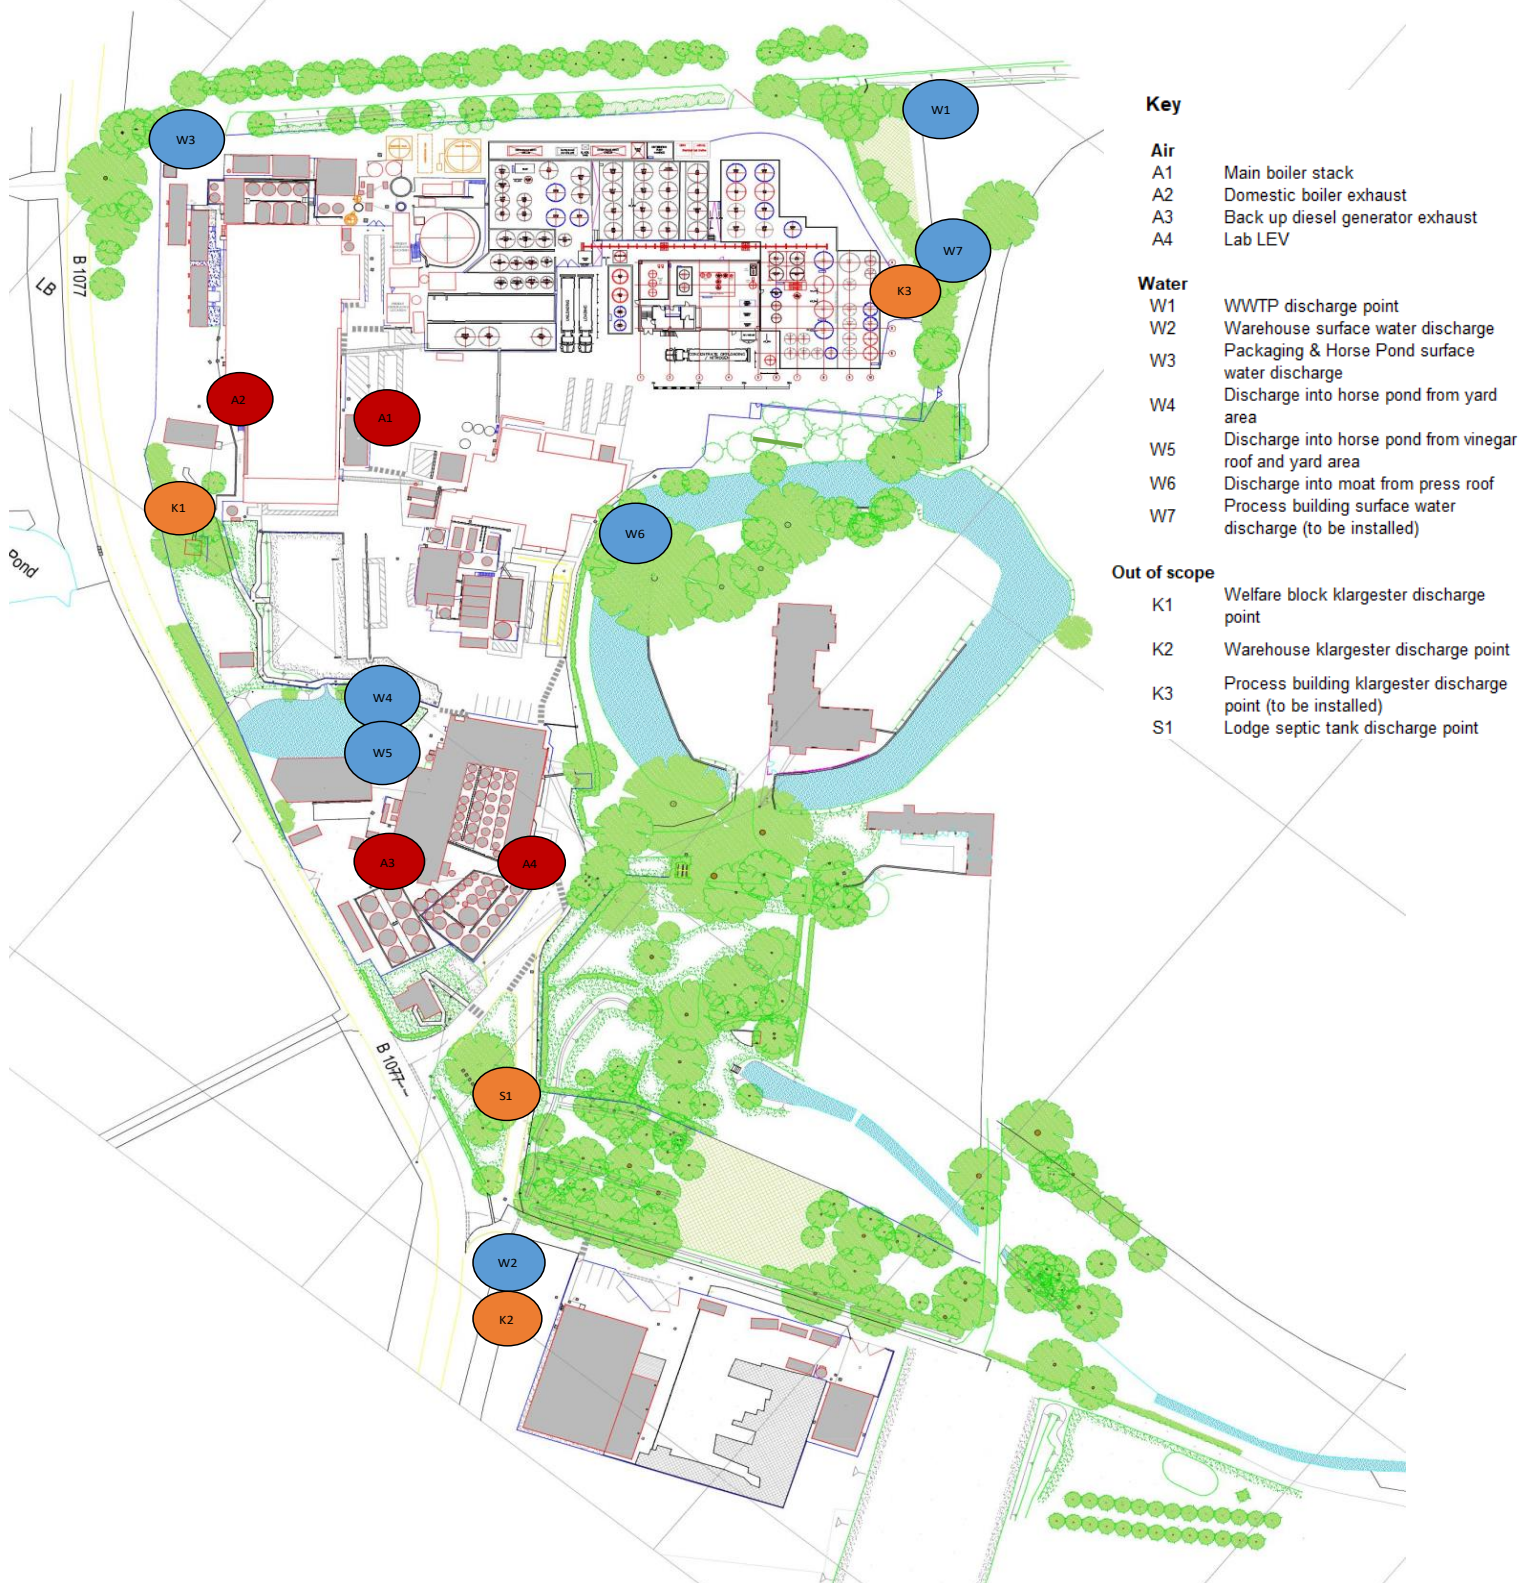 W1
W3
W7
K3
B 1077
LB
A2
A1
K1
W6
Pond
W4
W5
A3
A4
B 1077
S1
W2
K2
Key
Air
A1 Main boiler stack
A2 Domestic boiler exhaust
A3 Back up diesel generator exhaust
A4 Lab LEV
Water
W1 WWTP discharge point
W2 Warehouse surface water discharge
W3 Packaging & Horse Pond surface
water discharge
W4 Discharge into horse pond from yard
area
W5 Discharge into horse pond from vinegar
roof and yard area
W6 Discharge into moat from press roof
W7 Process building surface water
discharge (to be installed)
Out of scope
K1 Welfare block klargester discharge
point
K2 Warehouse klargester discharge point
K3 Process building klargester discharge
point (to be installed)
S1 Lodge septic tank discharge point